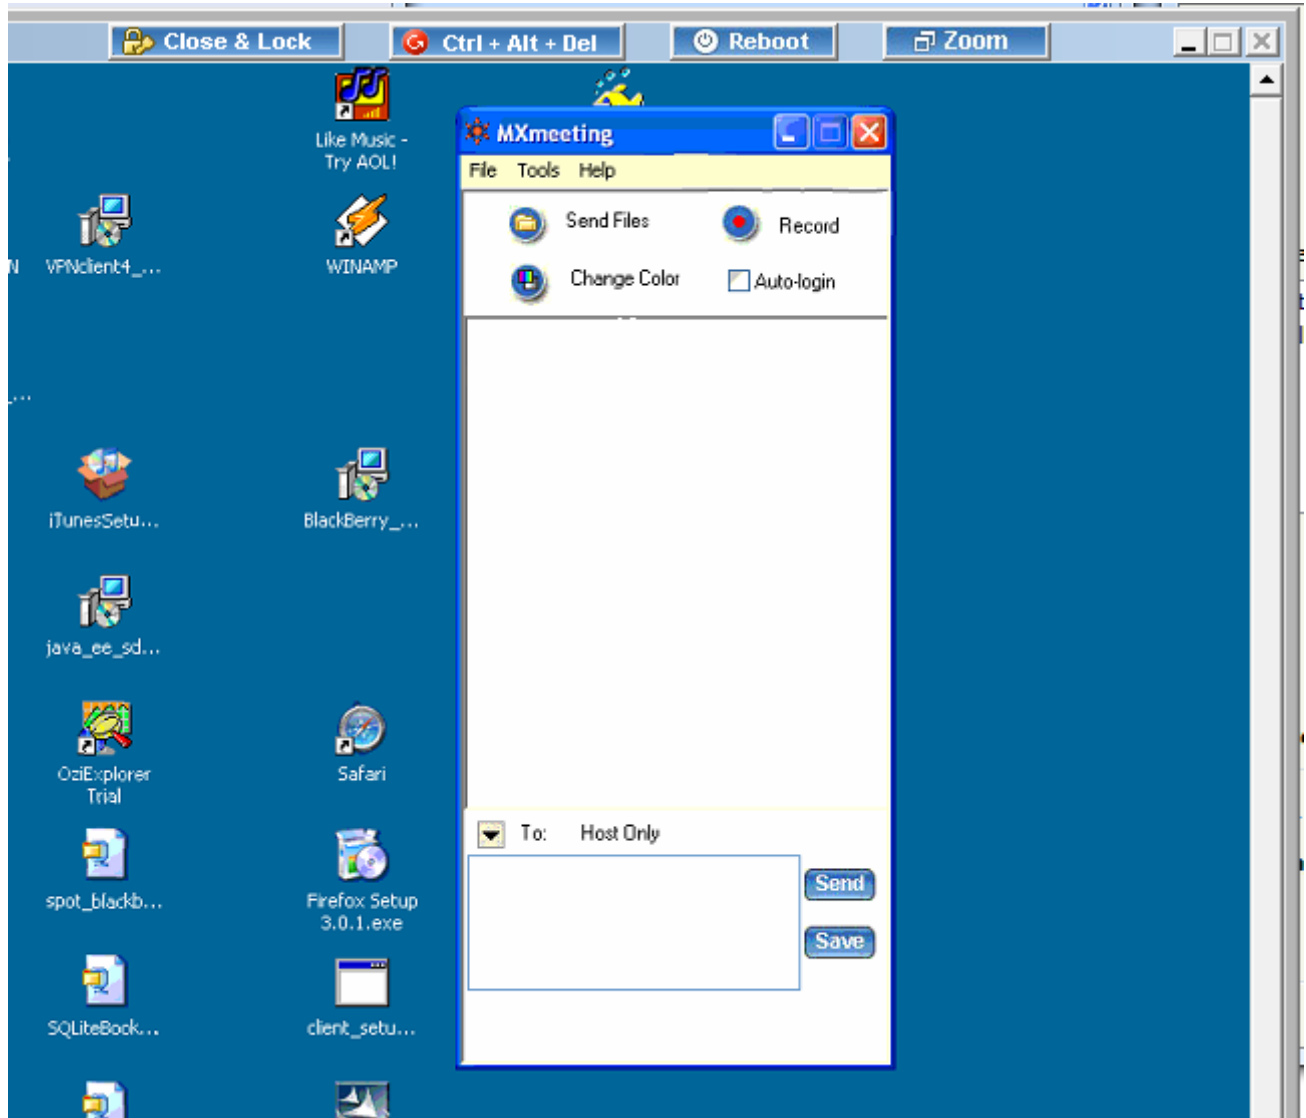 Close & Lock
Ctrl + Alt + Del
Reboot
Zoom
Like Music -
Try AOL!
VPNclient4_...
WINAMP
iTunesSetu...
BlackBerry_...
java_ee_sd...
OziExplorer
Trial
Safari
spot_blackb...
Firefox Setup
3.0.1.exe
SQLiteBook...
client_setu...
MXmeeting
File Tools Help
Send Files
Record
Change Color
Auto-login
To: Host Only
Send
Save